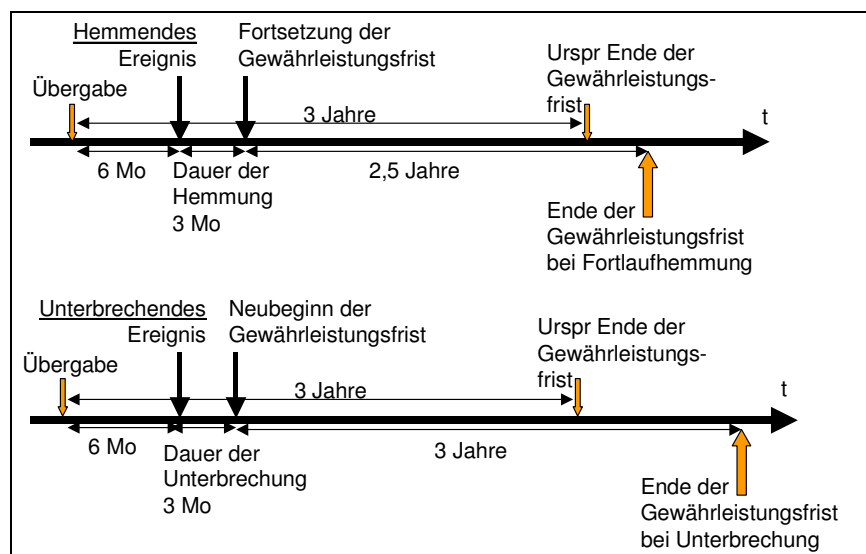 Hemmendes
Ereignis
Fortsetzung der
Gewährleistungsfrist
Urspr Ende der
Gewährleistungs-
frist
Übergabe
3 Jahre
t
6 Mo
Dauer der
Hemmung
3 Mo
2,5 Jahre
Ende der
Gewährleistungsfrist
bei Fortlaufhemmung
Unterbrechendes
Ereignis
Neubeginn der
Gewährleistungsfrist
Urspr Ende der
Gewährleistungs-
frist
Übergabe
3 Jahre
t
6 Mo
Dauer der
Unterbrechung
3 Mo
3 Jahre
Ende der
Gewährleistungsfrist
bei Unterbrechung